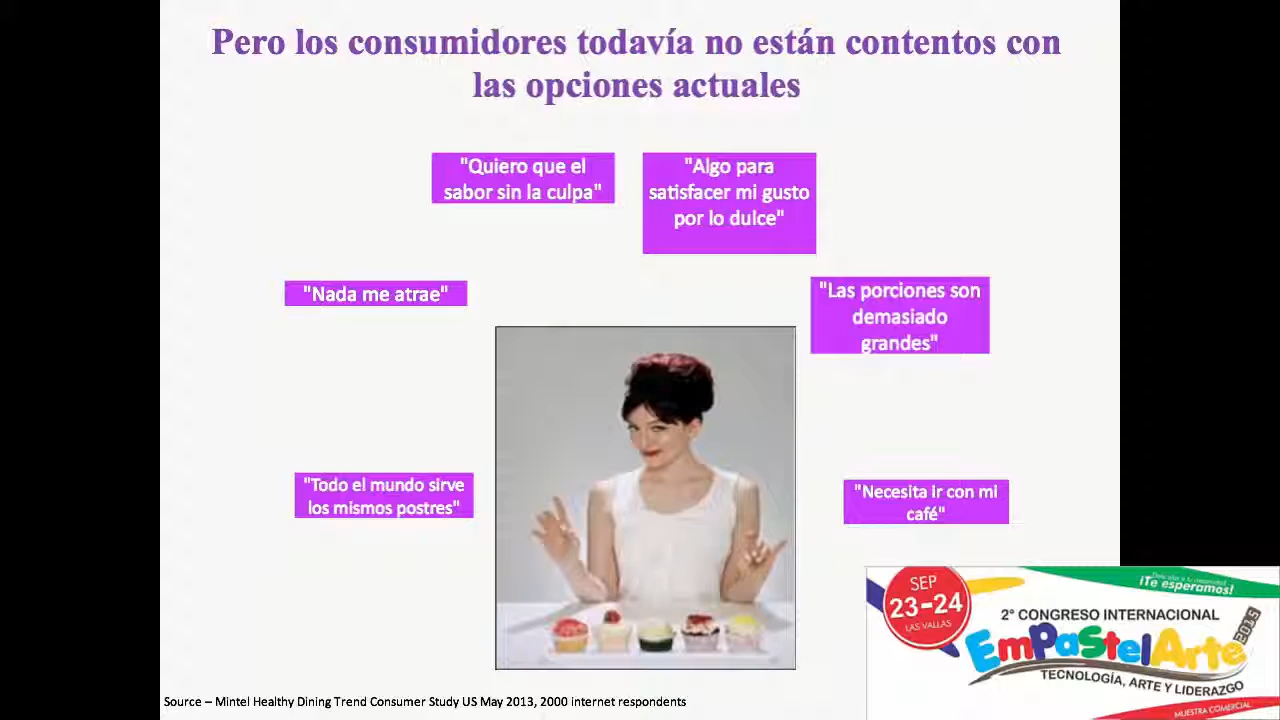 Pero los consumidores todavía no están contentos con
las opciones actuales
"Quiero que el
sabor sin la culpa"
"Algo para
satisfacer mi gusto
por lo dulce"
"Nada me atrae"
"Las porciones son
demasiado
grandes"
"Todo el mundo sirve
los mismos postres"
"Necesita ir con mi
café"
¡Te esperamos!
SEP
23-24
LAS VALLAS
2° CONGRESO INTERNACIONAL
EmPaStelArte
2015
TECNOLOGÍA, ARTE Y LIDERAZGO
MUESTRA COMERCIAL
Source – Mintel Healthy Dining Trend Consumer Study US May 2013, 2000 internet respondents